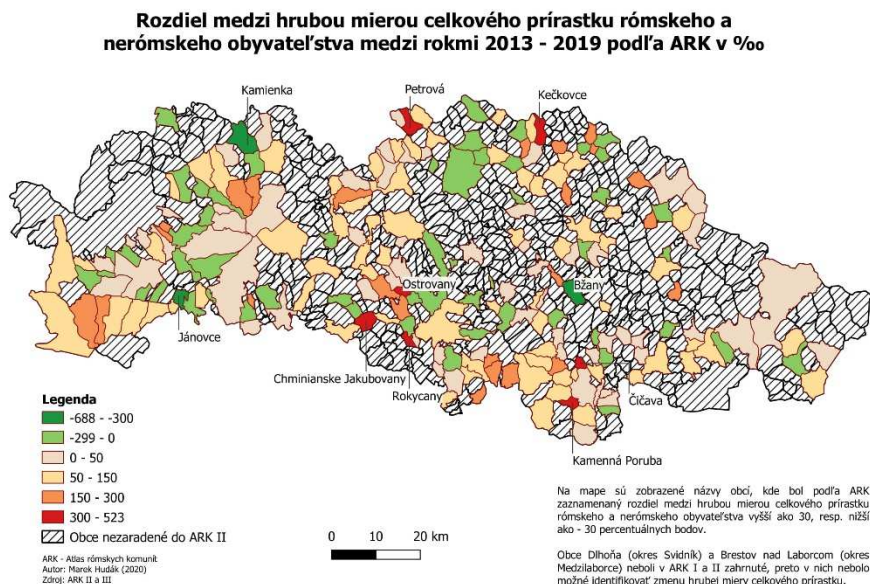 Rozdiel medzi hrubou mierou celkového prírastku rómskeho a
nerómskeho obyvateľstva medzi rokmi 2013 - 2019 podľa ARK v ‰
Kamienka
Petrová
Kečkovce
Ostrovany
Bžany
Jánovce
Chminianske Jakubovany
Rokycany
Čičava
Kamenná Poruba
Legenda
-688 - -300
-299 - 0
0 - 50
50 - 150
150 - 300
300 - 523
Obce nezaradené do ARK II
ARK - Atlas rómskych komunít
Autor: Marek Hudák (2020)
Zdroj: ARK II a III
0 10 20 km
Na mape sú zobrazené názvy obcí, kde bol podľa ARK
zaznamenaný rozdiel medzi hrubou mierou celkového prírastku
rómskeho a nerómskeho obyvateľstva vyšší ako 30, resp. nižší
ako - 30 percentuálnych bodov.
Obce Dlhoňa (okres Svidník) a Brestov nad Laborcom (okres
Medzilaborce) neboli v ARK I a II zahrnuté, preto v nich nebolo
možné identifikovať zmenu hrubej miery celkového prírastku.